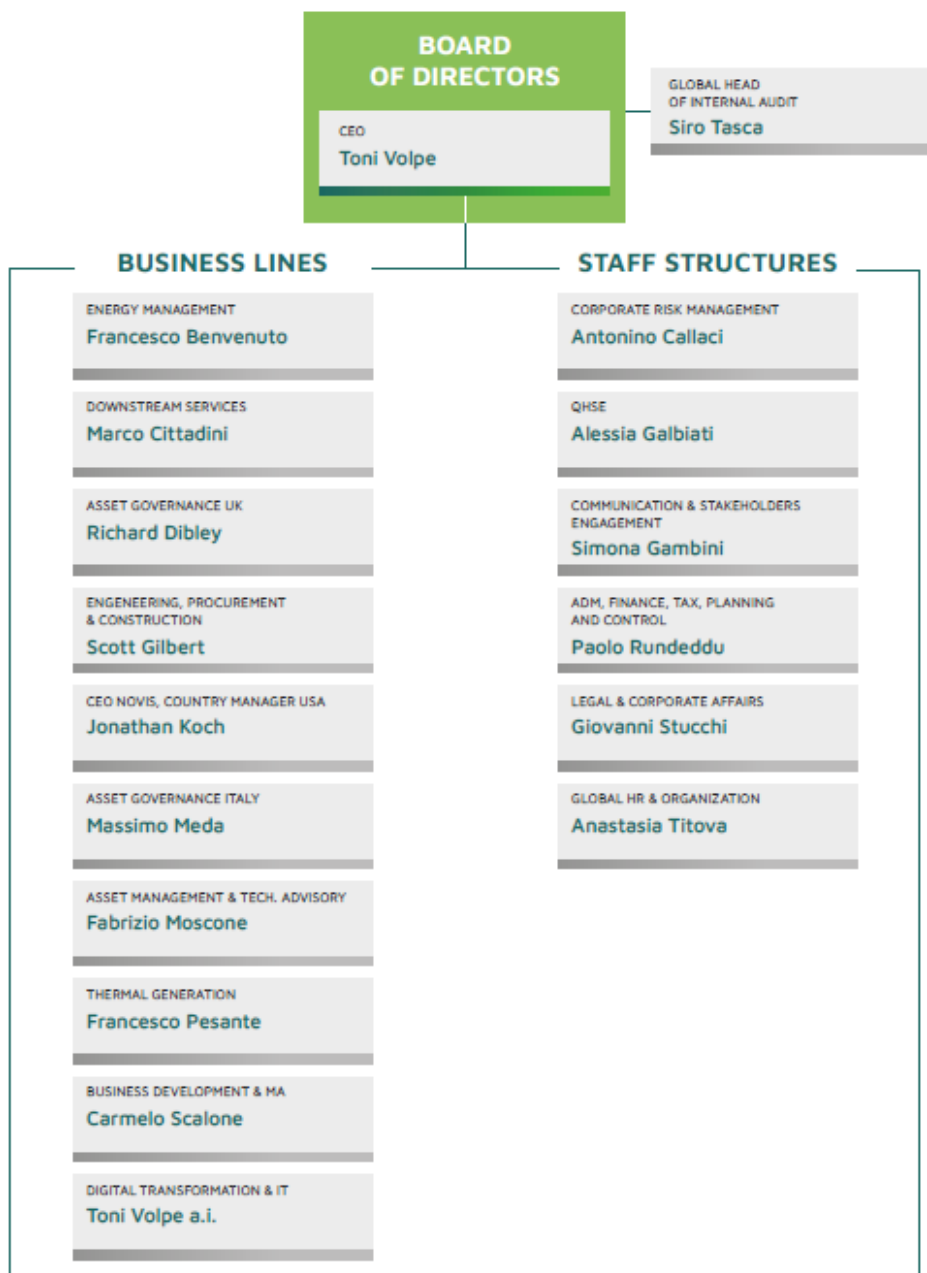 BOARD
OF DIRECTORS
CEO
Toni Volpe
GLOBAL HEAD
OF INTERNAL AUDIT
Siro Tasca
BUSINESS LINES
ENERGY MANAGEMENT
Francesco Benvenuto
DOWNSTREAM SERVICES
Marco Cittadini
ASSET GOVERNANCE UK
Richard Dibley
ENGENEERING, PROCUREMENT
& CONSTRUCTION
Scott Gilbert
CEO NOVIS, COUNTRY MANAGER USA
Jonathan Koch
ASSET GOVERNANCE ITALY
Massimo Meda
ASSET MANAGEMENT & TECH. ADVISORY
Fabrizio Moscone
THERMAL GENERATION
Francesco Pesante
BUSINESS DEVELOPMENT & MA
Carmelo Scalone
DIGITAL TRANSFORMATION & IT
Toni Volpe a.i.
STAFF STRUCTURES
CORPORATE RISK MANAGEMENT
Antonino Callaci
QHSE
Alessia Galbiati
COMMUNICATION & STAKEHOLDERS
ENGAGEMENT
Simona Gambini
ADM, FINANCE, TAX, PLANNING
AND CONTROL
Paolo Rundeddu
LEGAL & CORPORATE AFFAIRS
Giovanni Stucchi
GLOBAL HR & ORGANIZATION
Anastasia Titova